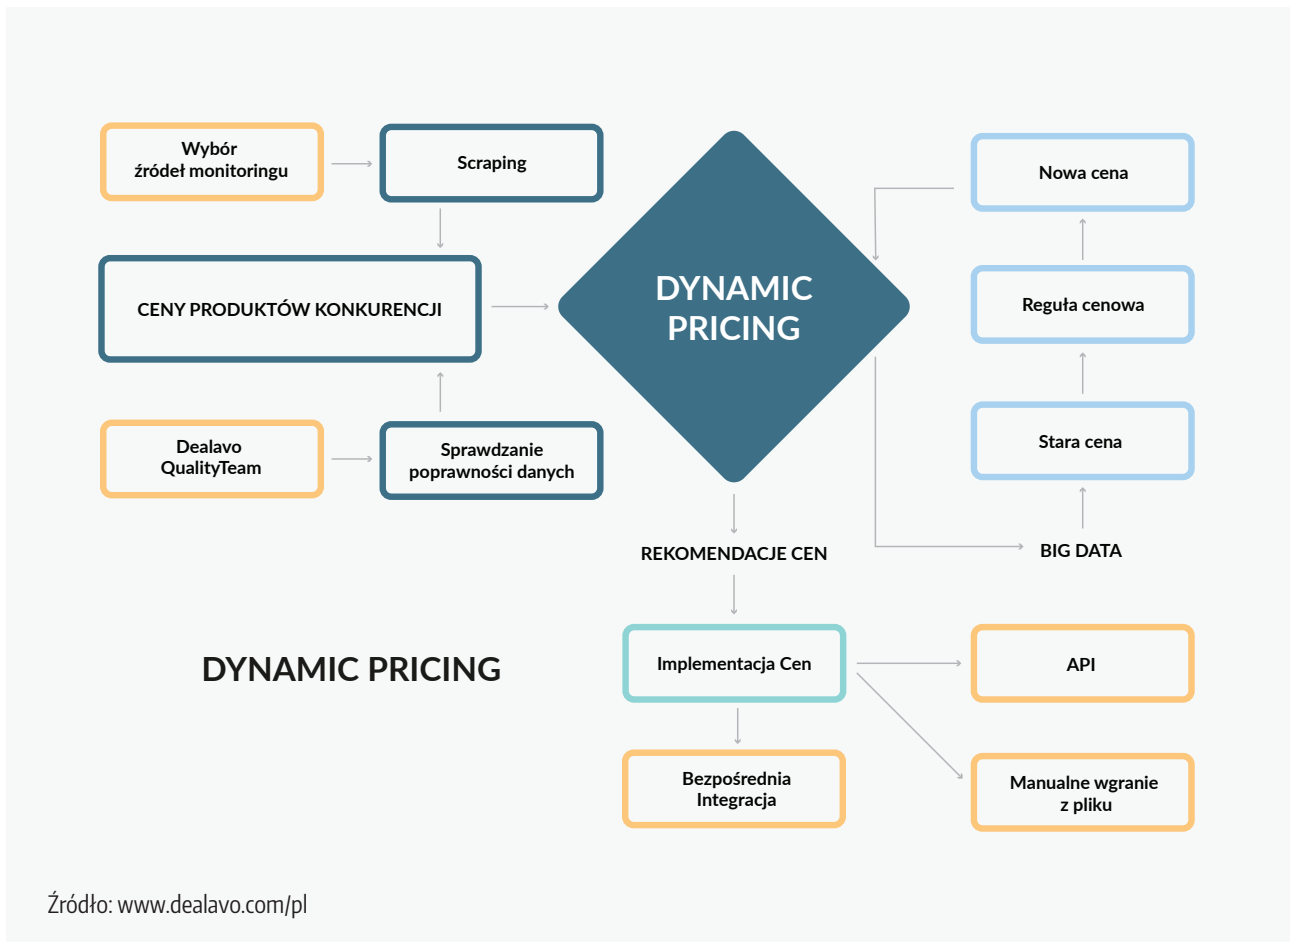 Wybór
źródeł monitoringu
Scraping
CENY PRODUKTÓW KONKURENCJI
Dealavo
QualityTeam
Sprawdzanie
poprawności danych
DYNAMIC
PRICING
Nowa cena
Reguła cenowa
Stara cena
BIG DATA
REKOMENDACJE CEN
Implementacja Cen
API
Bezpośrednia
Integracja
Manualne wgranie
z pliku
DYNAMIC PRICING
Źródło: www.dealavo.com/pl